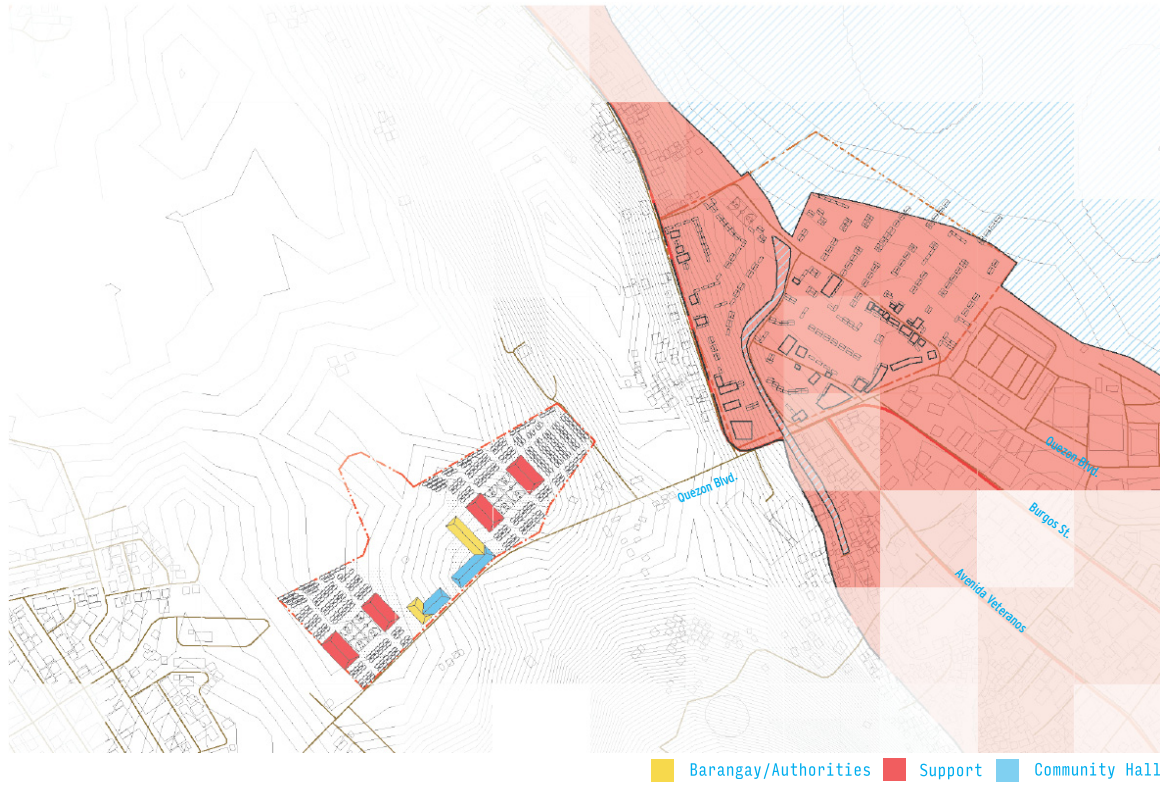 Quezon Blvd.
Quezon Blvd.
Burgos St.
Avenida Veteranos
Barangay/Authorities Support Community Hall